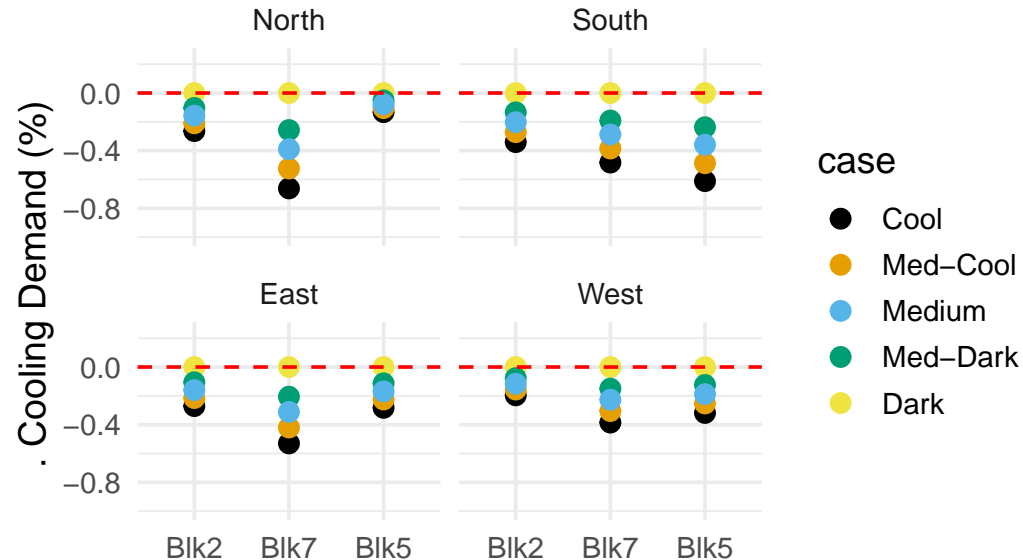 North
South
0.0
−0.4
−0.8
. Cooling Demand (%)
East
West
0.0
−0.4
−0.8
Blk2 Blk7 Blk5
Blk2 Blk7 Blk5
case
Cool
Med−Cool
Medium
Med−Dark
Dark